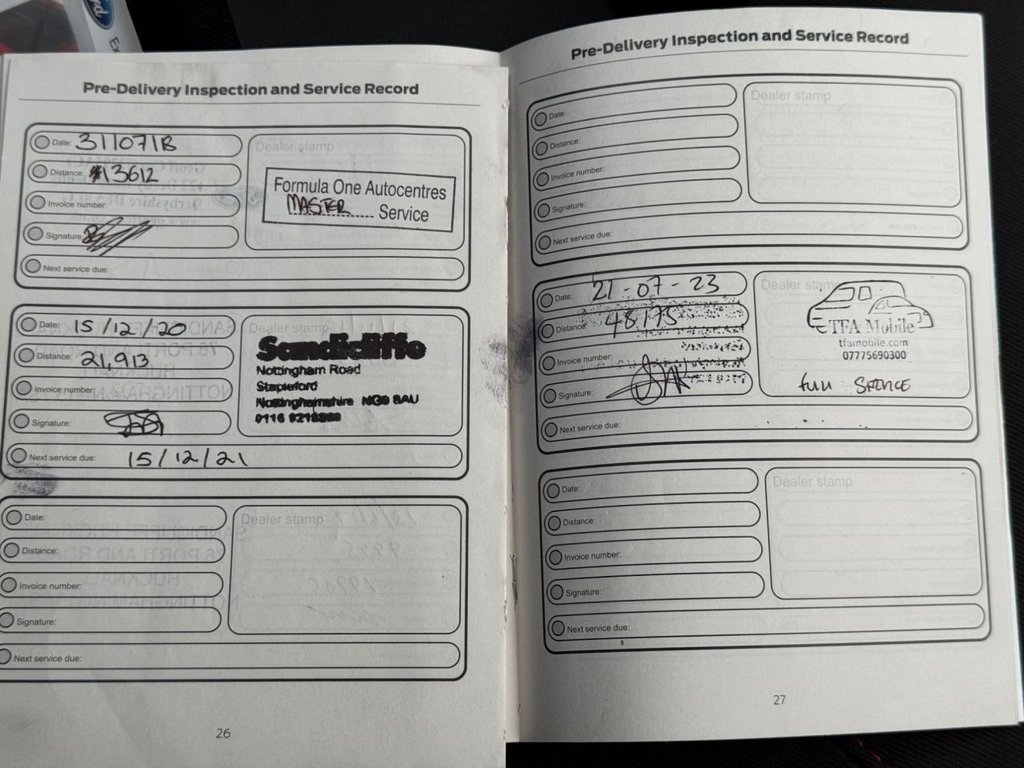 Pre-Delivery Inspection and Service Record
Date: 31/07/18
Distance: 13612
Invoice number:
Signature:
Next service due:
Dealer stamp
Formula One Autocentres
MASTER Service
Date: 15/12/20
Distance: 21,913
Invoice number:
Signature:
Next service due: 15/12/21
Dealer stamp
Sandicliffe
Nottingham Road
Stapleford
Nottinghamshire NG9 8AU
0116
Date:
Distance:
Invoice number:
Signature:
Next service due:
Dealer stamp
26
Pre-Delivery Inspection and Service Record
Date:
Distance:
Invoice number:
Signature:
Next service due:
Dealer stamp
Date: 21-07-23
Distance: 48175
Invoice number:
Signature:
Next service due:
Dealer stamp
TFA Mobile
tfamobile.com
07775690300
full
Date:
Distance:
Invoice number:
Signature:
Next service due:
Dealer stamp
27